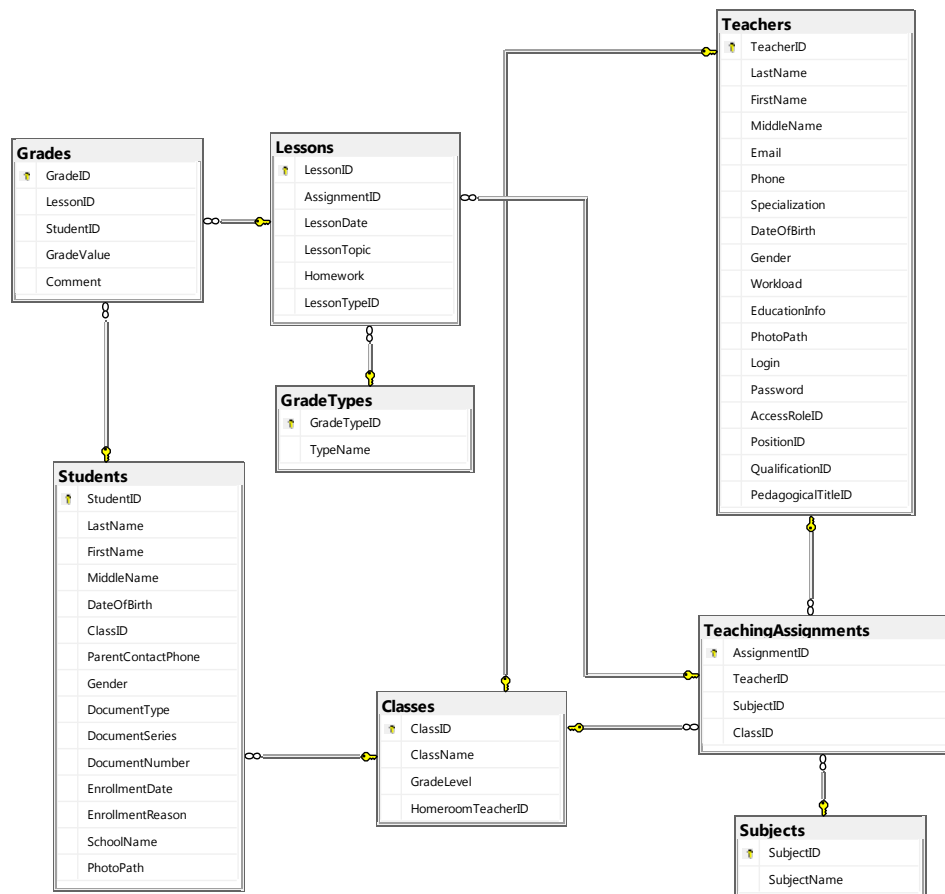 Teachers
TeacherID
LastName
FirstName
MiddleName
Email
Phone
Specialization
DateOfBirth
Gender
Workload
EducationInfo
PhotoPath
Login
Password
AccessRoleID
PositionID
QualificationID
PedagogicalTitleID
Grades
GradeID
LessonID
StudentID
GradeValue
Comment
Lessons
LessonID
AssignmentID
LessonDate
LessonTopic
Homework
LessonTypeID
GradeTypes
GradeTypeID
TypeName
Students
StudentID
LastName
FirstName
MiddleName
DateOfBirth
ClassID
ParentContactPhone
Gender
DocumentType
DocumentSeries
DocumentNumber
EnrollmentDate
EnrollmentReason
SchoolName
PhotoPath
Classes
ClassID
ClassName
GradeLevel
HomeroomTeacherID
TeachingAssignments
AssignmentID
TeacherID
SubjectID
ClassID
Subjects
SubjectID
SubjectName